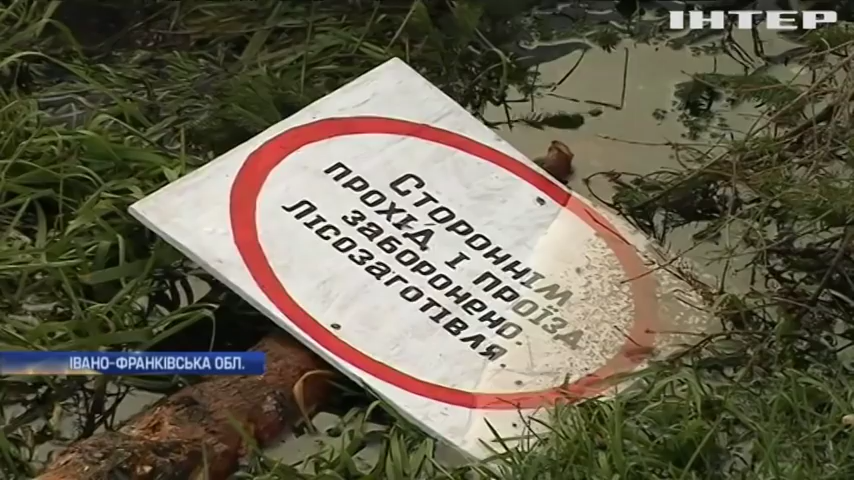 ІНТЕР
Стороннім
прохід і проїзд
заборонено
Лісозаготівля
ІВАНО-ФРАНКІВСЬКА ОБЛ.